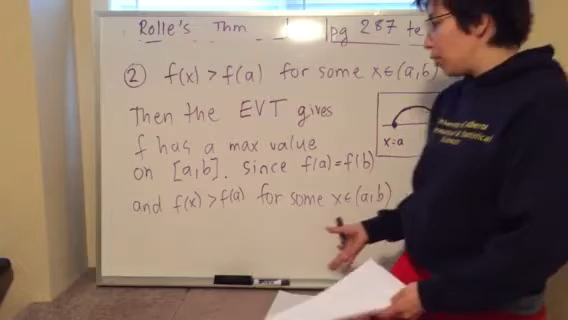 Rolle's Thm pg 287
② f(x) > f(a) for some x∈(a,b)
Then the EVT gives
f has a max value
on [a,b]. Since f(a)=f(b)
and f(x) > f(a) for some x∈(a,b)
x=a